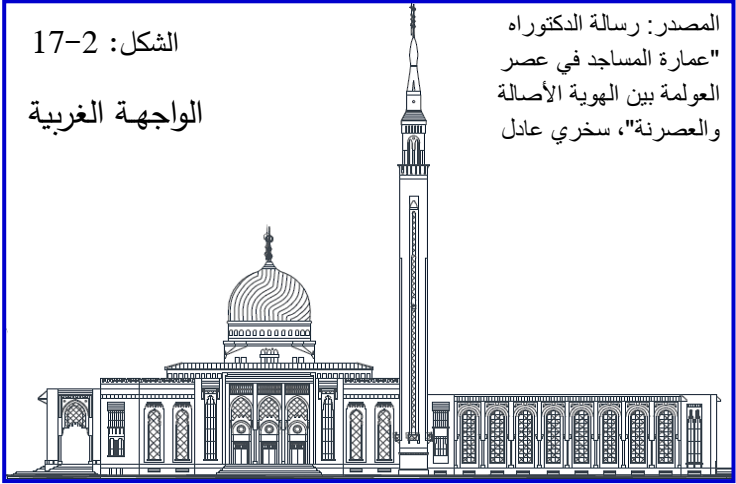 المصدر: رسالة الدكتوراه
"عمارة المساجد في عصر
العولمة بين الهوية الأصالة
والعصرنة"، سخري عادل
الشكل: 2-17
الواجهة الغربية